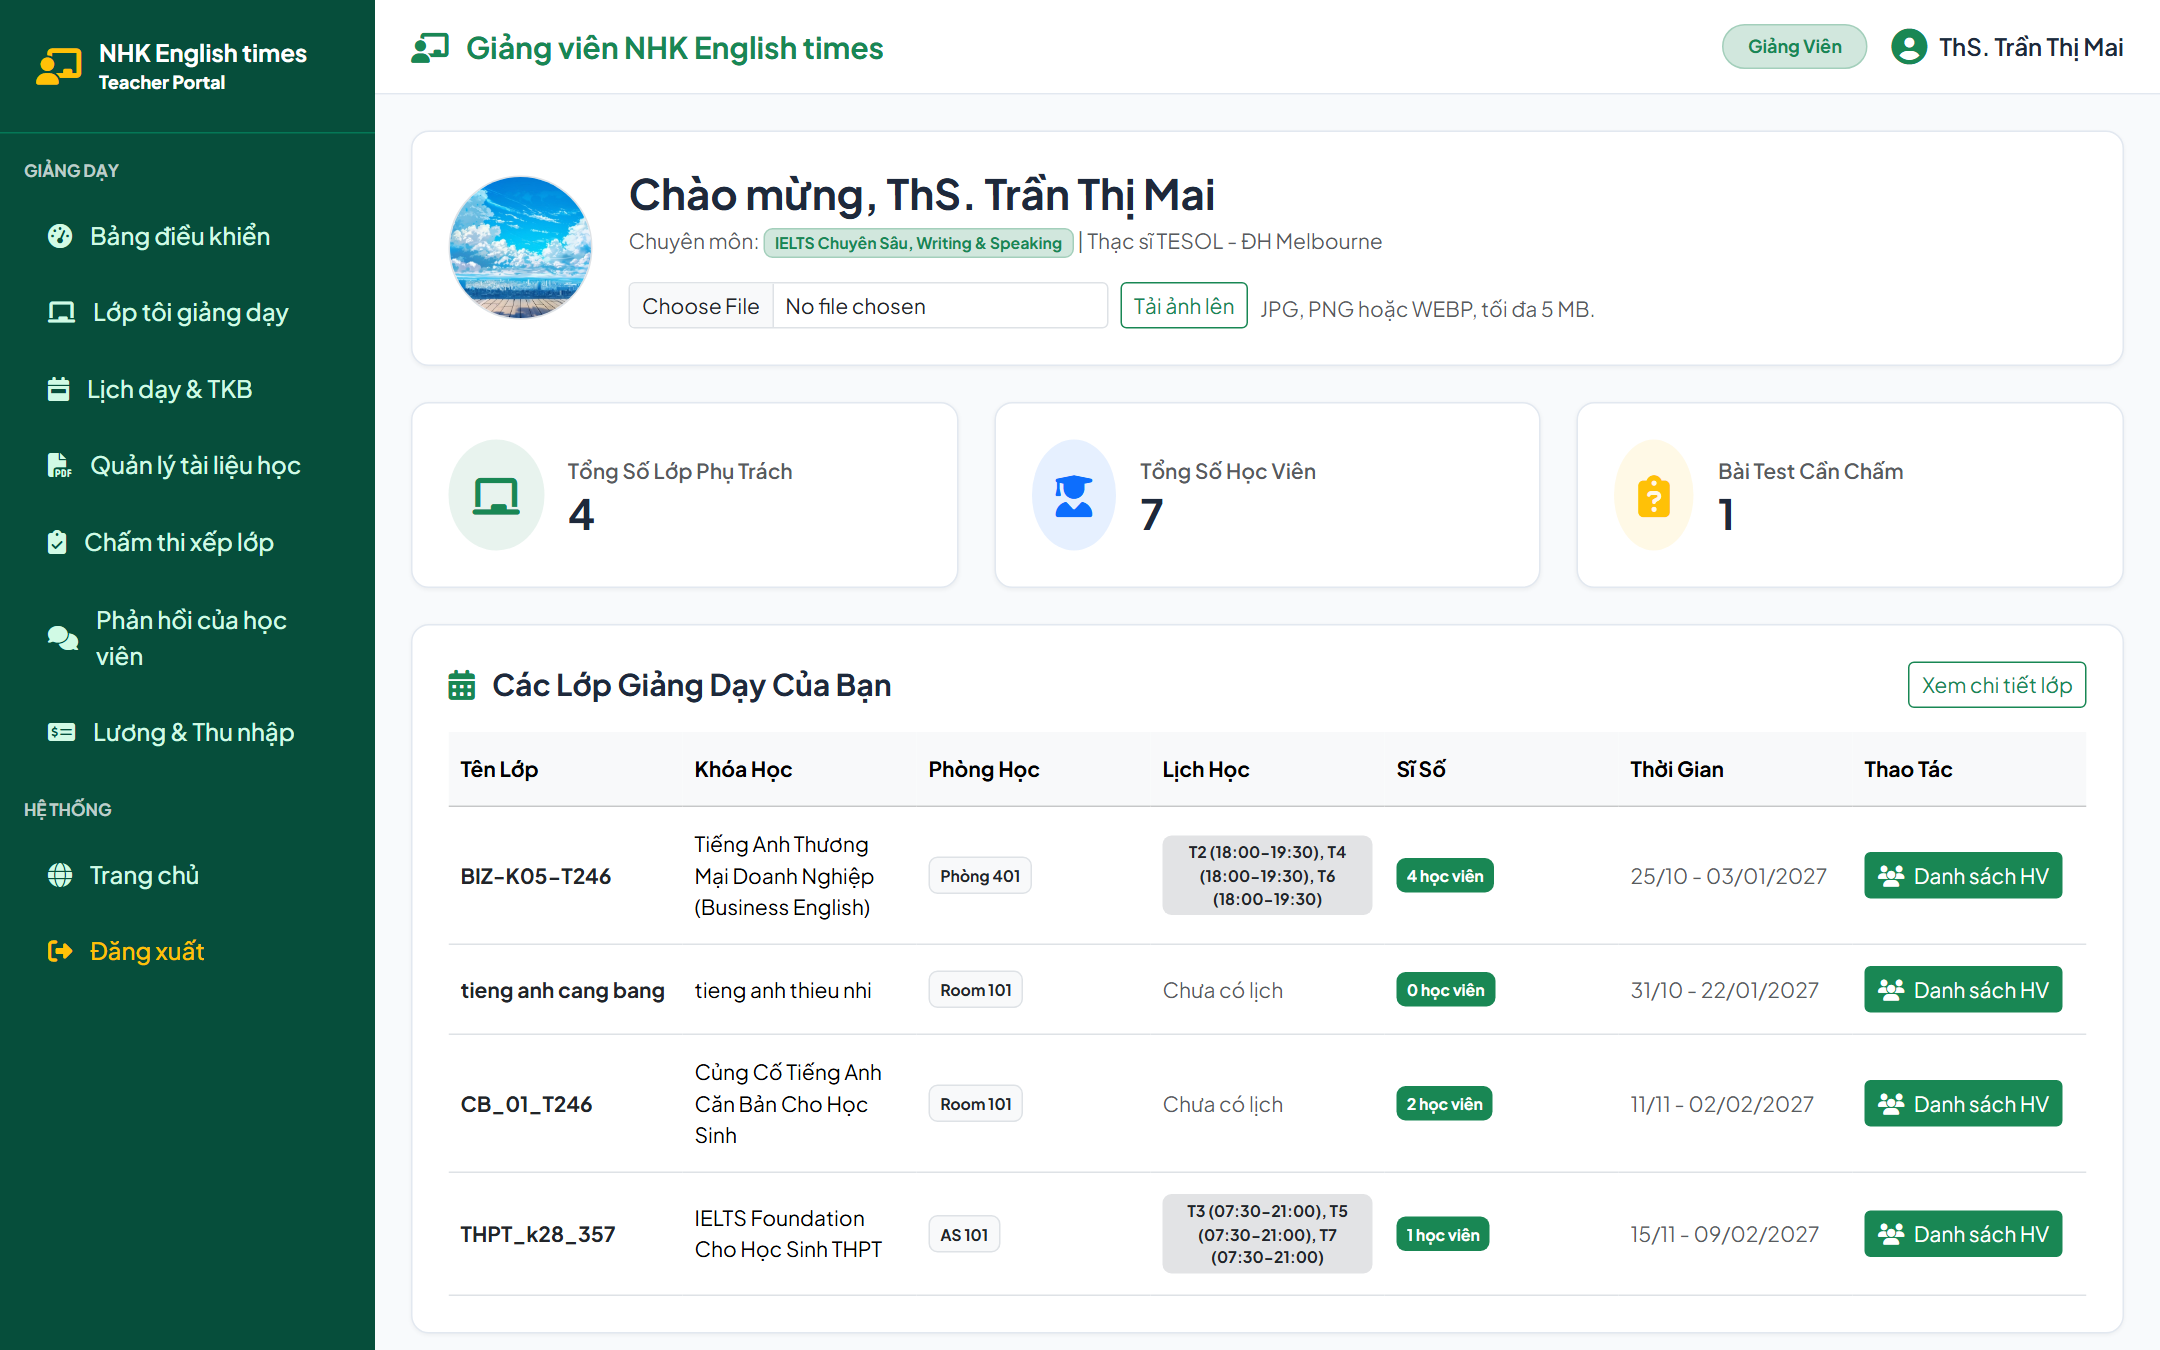 NHK English times
Teacher Portal
GIẢNG DẠY
Bảng điều khiển
Lớp tôi giảng dạy
Lịch dạy & TKB
PDF
Quản lý tài liệu học
Chấm thi xếp lớp
Phản hồi của học
viên
Lương & Thu nhập
HỆ THỐNG
Trang chủ
Đăng xuất
Giảng viên NHK English times
Giảng Viên
ThS. Trần Thị Mai
Chào mừng, ThS. Trần Thị Mai
Chuyên môn: IELTS Chuyên Sâu, Writing & Speaking | Thạc sĩ TESOL - ĐH Melbourne
Choose File No file chosen Tải ảnh lên JPG, PNG hoặc WEBP, tối đa 5 MB.
Tổng Số Lớp Phụ Trách
4
Tổng Số Học Viên
7
Bài Test Cần Chấm
1
Các Lớp Giảng Dạy Của Bạn
Xem chi tiết lớp
Tên Lớp Khóa Học Phòng Học Lịch Học Sĩ Số Thời Gian Thao Tác
BIZ-K05-T246
Tiếng Anh Thương
Mại Doanh Nghiệp
(Business English)
Phòng 401
T2 (18:00-19:30), T4
(18:00-19:30), T6
(18:00-19:30)
4 học viên
25/10 - 03/01/2027
Danh sách HV
tieng anh cang bang
tieng anh thieu nhi
Room 101
Chưa có lịch
0 học viên
31/10 - 22/01/2027
Danh sách HV
CB_01_T246
Củng Cố Tiếng Anh
Căn Bản Cho Học
Sinh
Room 101
Chưa có lịch
2 học viên
11/11 - 02/02/2027
Danh sách HV
THPT_k28_357
IELTS Foundation
Cho Học Sinh THPT
AS 101
T3 (07:30-21:00), T5
(07:30-21:00), T7
(07:30-21:00)
1 học viên
15/11 - 09/02/2027
Danh sách HV